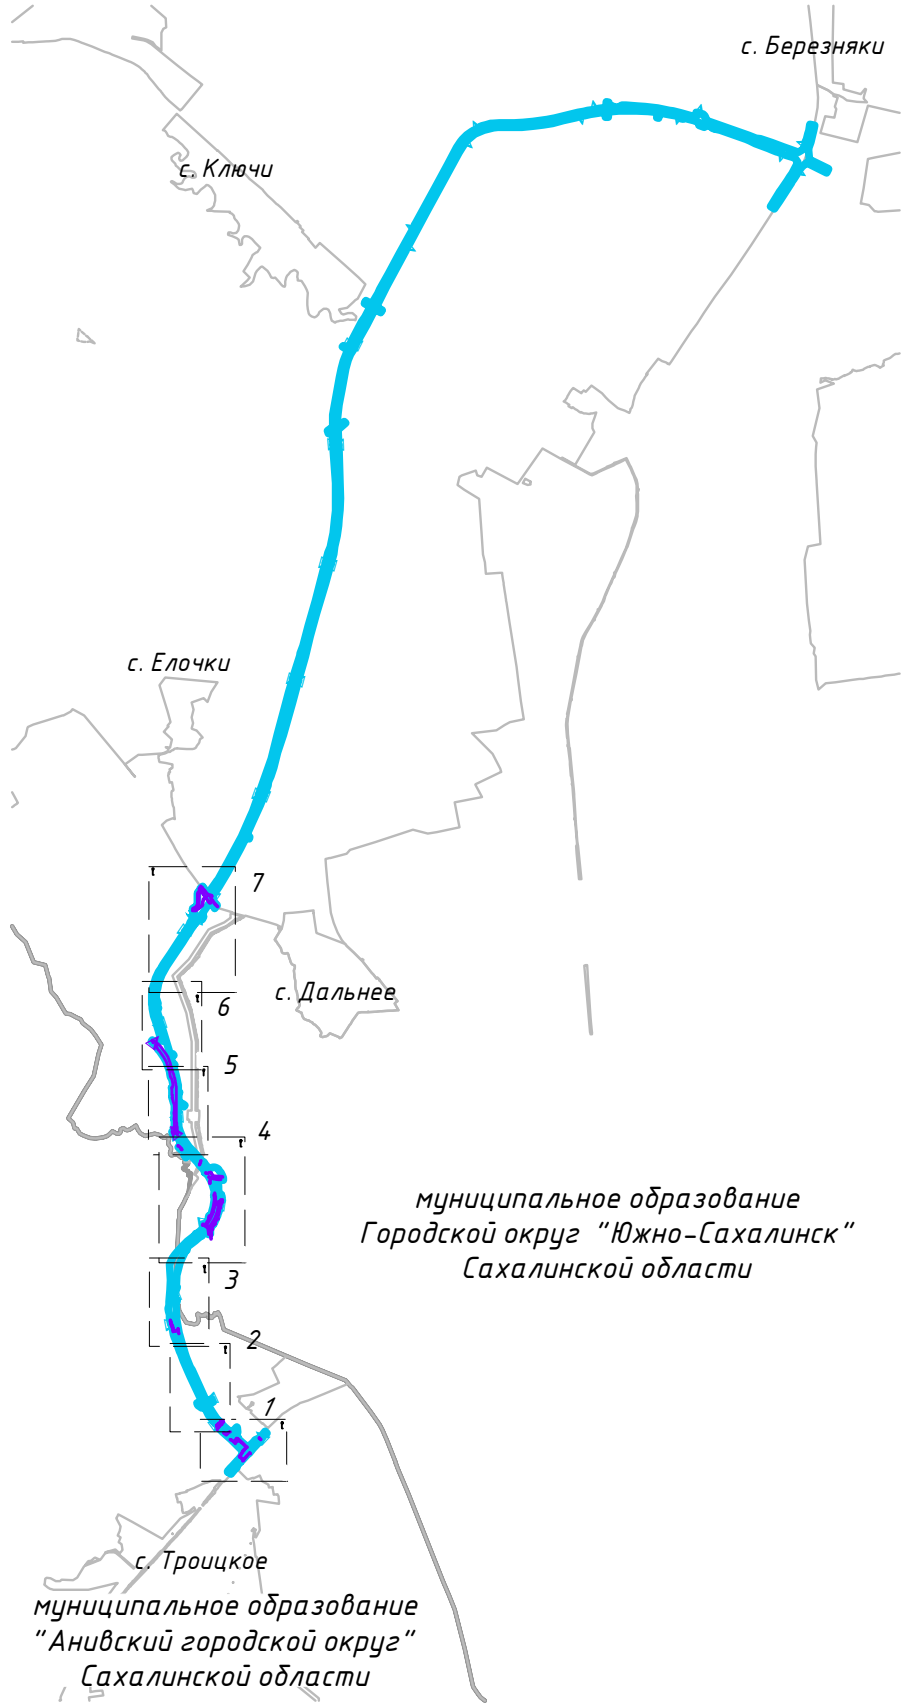 с. Березняки
с. Ключи
с. Елочки
7
с. Дальнее
6
5
4
муниципальное образование
Городской округ "Южно-Сахалинск"
Сахалинской области
3
2
1
с. Троицкое
муниципальное образование
"Анивский городской округ"
Сахалинской области